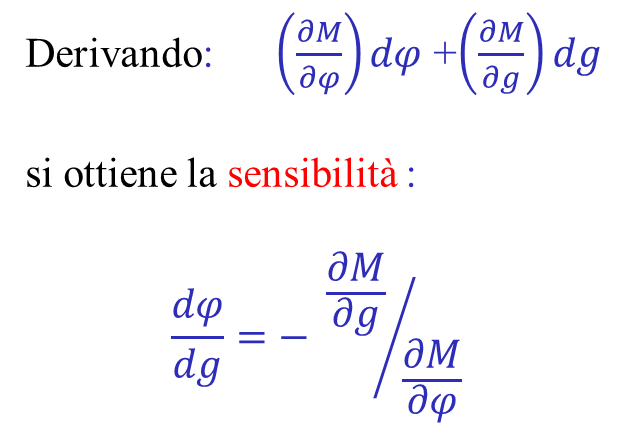 Derivando: (∂M/∂φ) dφ + (∂M/∂g) dg
si ottiene la sensibilità :
dφ/dg = − ∂M/∂g / ∂M/∂φ